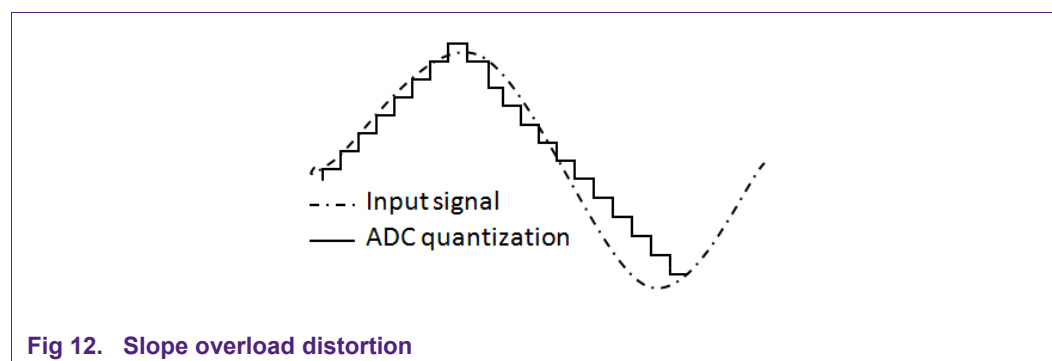 Input signal
ADC quantization
Fig 12. Slope overload distortion